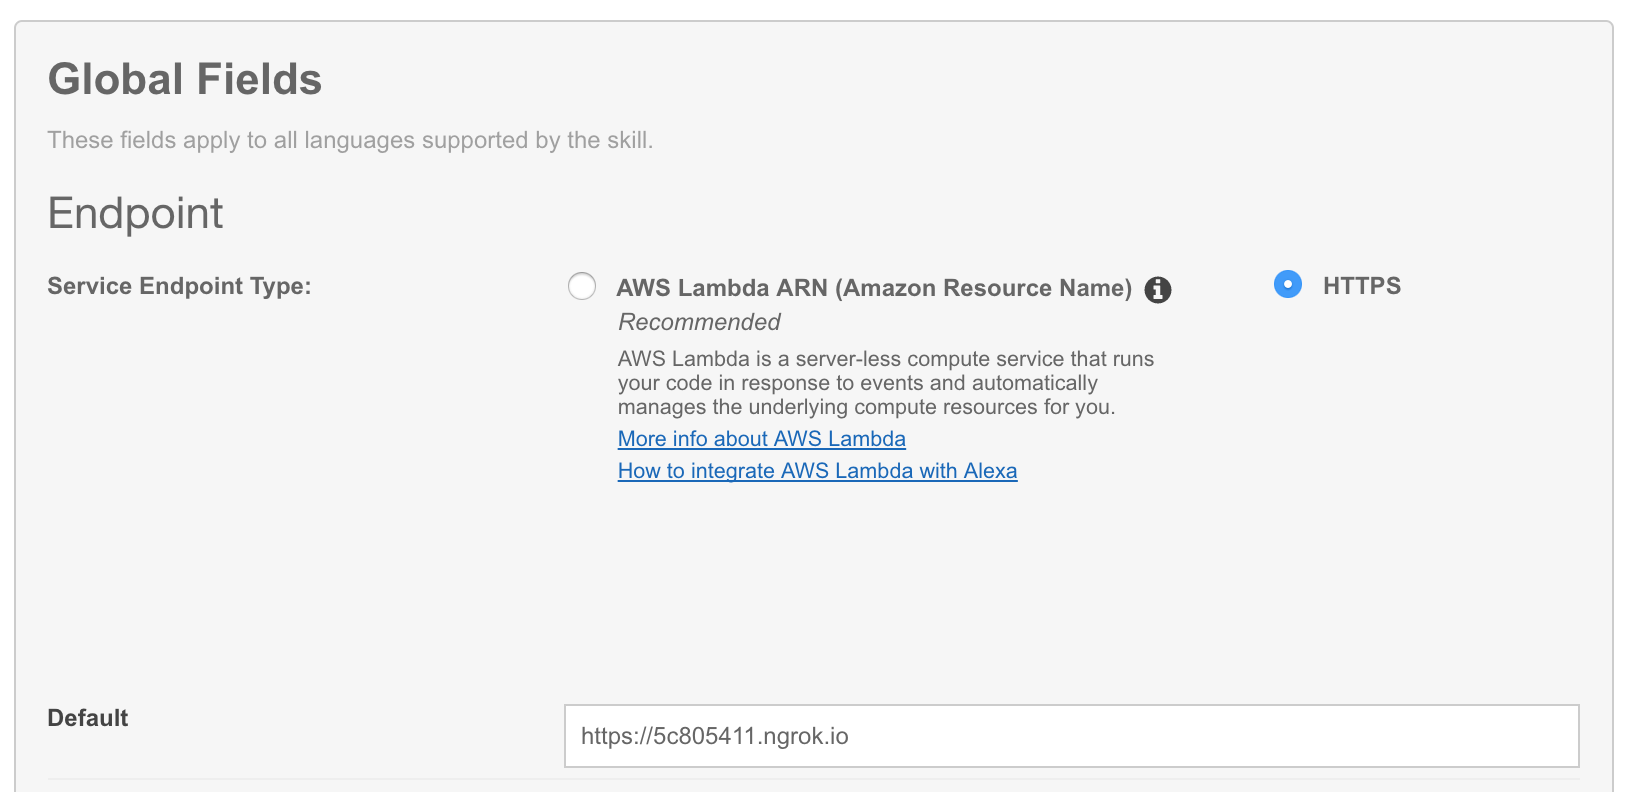 Global Fields
These fields apply to all languages supported by the skill.
Endpoint
Service Endpoint Type:
AWS Lambda ARN (Amazon Resource Name)
HTTPS
Recommended
AWS Lambda is a server-less compute service that runs
your code in response to events and automatically
manages the underlying compute resources for you.
More info about AWS Lambda
How to integrate AWS Lambda with Alexa
Default
https://5c805411.ngrok.io